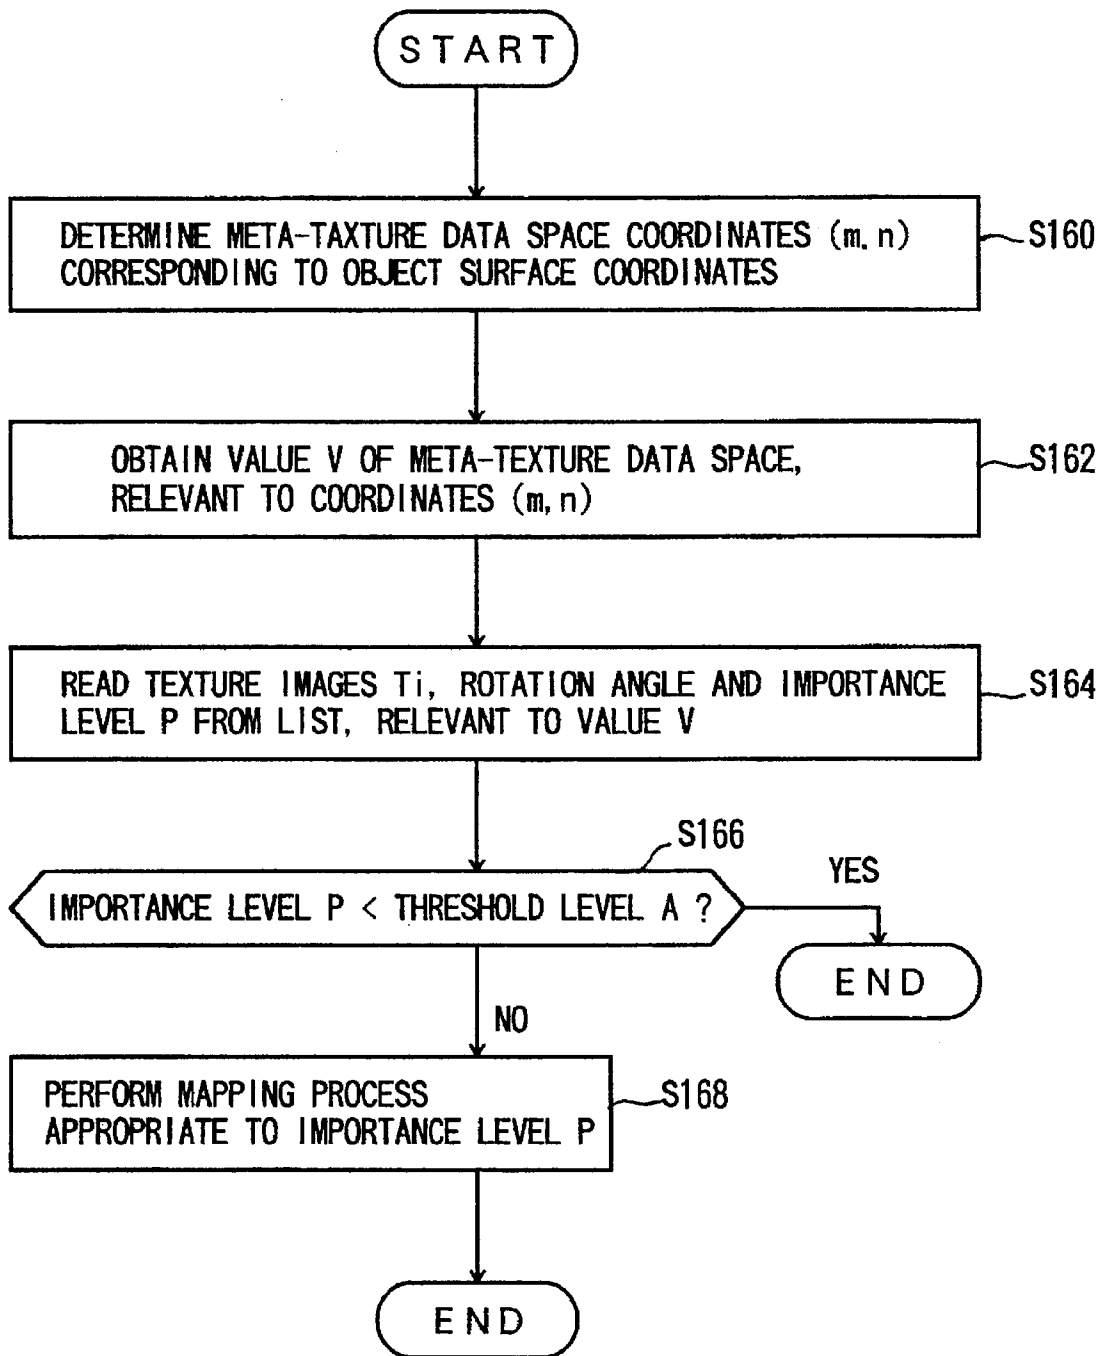 START
DETERMINE META-TAXTURE DATA SPACE COORDINATES (m, n)
CORRESPONDING TO OBJECT SURFACE COORDINATES
S160
OBTAIN VALUE V OF META-TEXTURE DATA SPACE,
RELEVANT TO COORDINATES (m, n)
S162
READ TEXTURE IMAGES Ti, ROTATION ANGLE AND IMPORTANCE
LEVEL P FROM LIST, RELEVANT TO VALUE V
S164
S166
IMPORTANCE LEVEL P < THRESHOLD LEVEL A ?
YES
END
NO
PERFORM MAPPING PROCESS
APPROPRIATE TO IMPORTANCE LEVEL P
S168
END